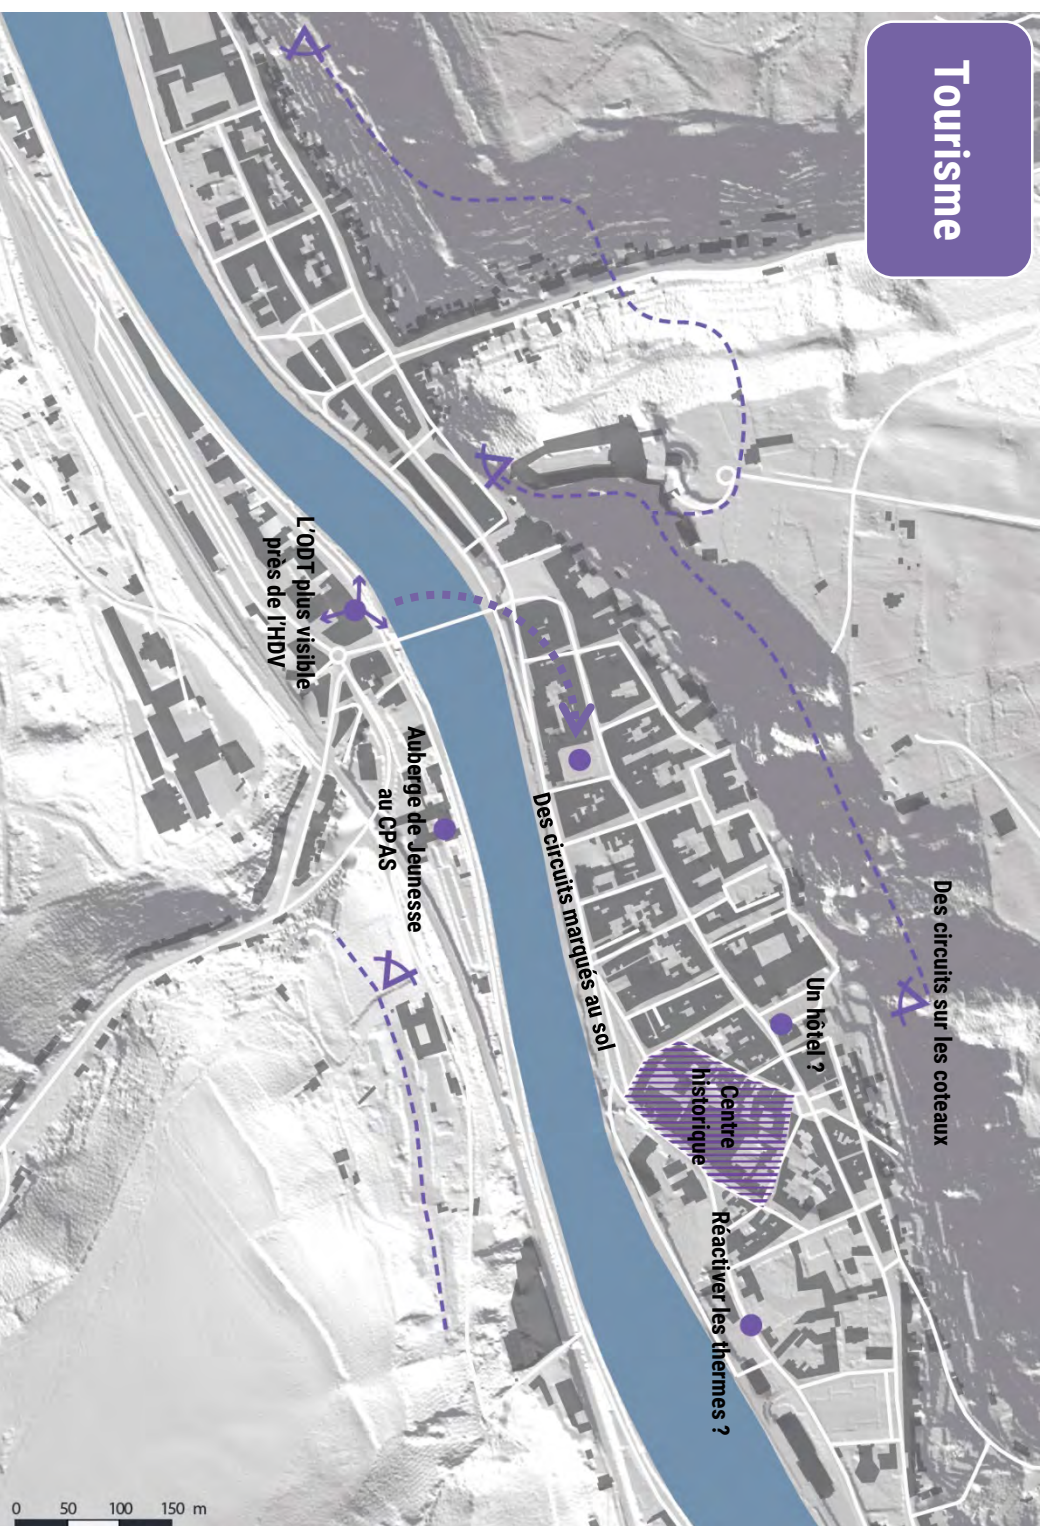 Tourisme
Des circuits sur les coteaux
Un hôtel ?
Centre
historique
Réactiver les thermes ?
Des circuits marqués au sol
Auberge de Jeunesse
au CPAS
L'ODT plus visible
près de l'HDV
0 50 100 150 m